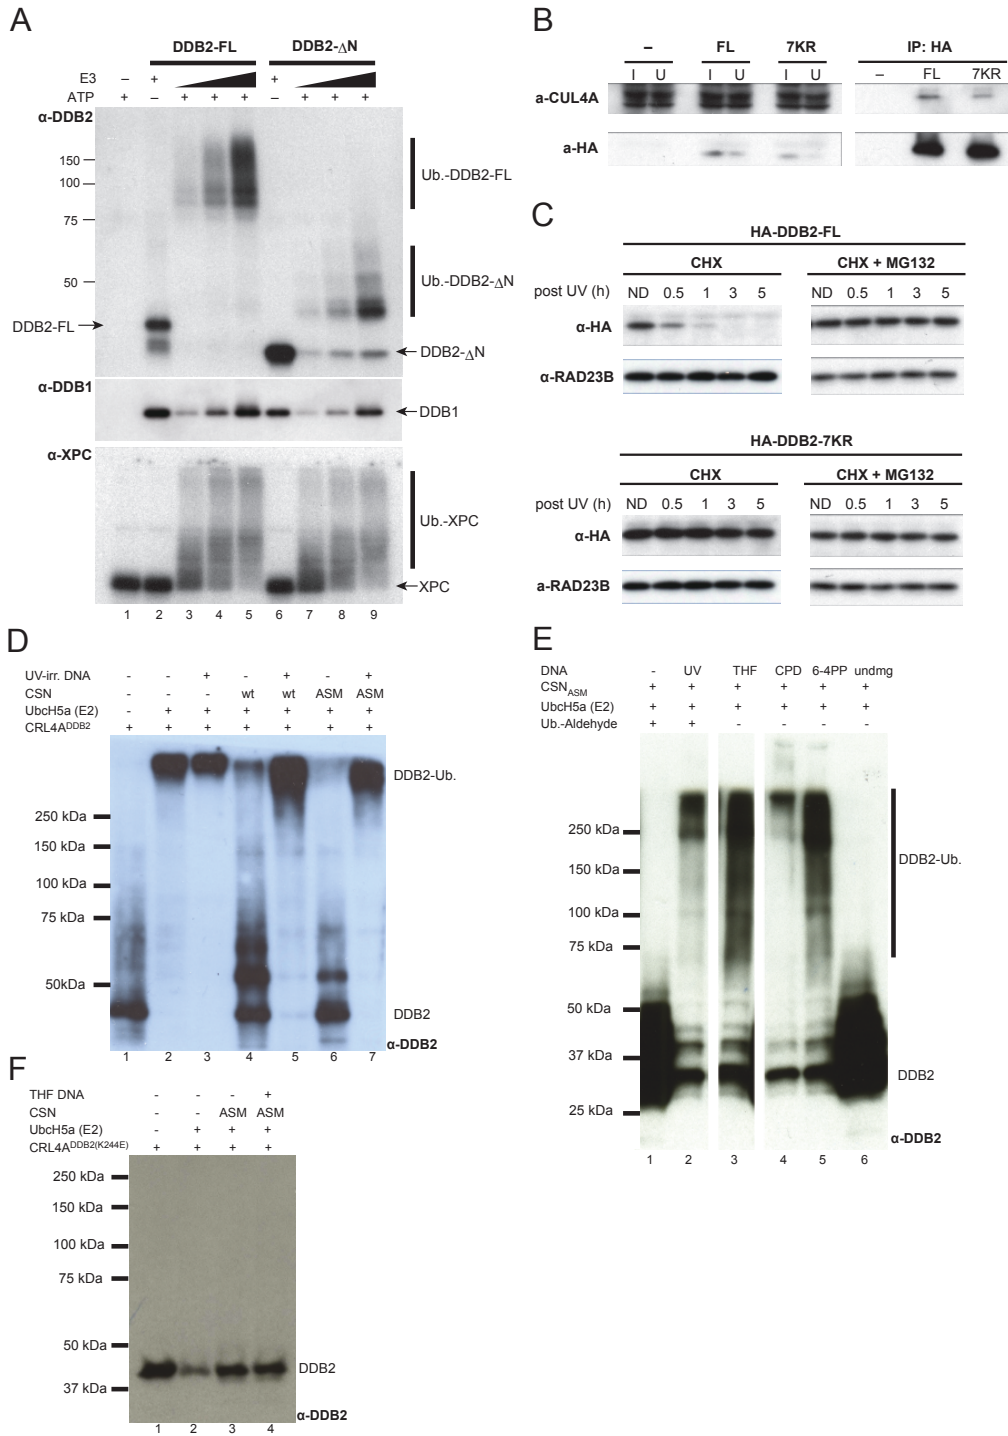 A
DDB2-FL DDB2-ΔN
E3 – + +
ATP + – + + + – + + +
α-DDB2
150
100
75
50
Ub.-DDB2-FL
Ub.-DDB2-ΔN
DDB2-FL
DDB2-ΔN
α-DDB1
DDB1
α-XPC
Ub.-XPC
XPC
1 2 3 4 5 6 7 8 9
B
– FL 7KR IP: HA
I U I U I U – FL 7KR
a-CUL4A
a-HA
C
HA-DDB2-FL
CHX CHX + MG132
post UV (h) ND 0.5 1 3 5 ND 0.5 1 3 5
α-HA
α-RAD23B
HA-DDB2-7KR
CHX CHX + MG132
post UV (h) ND 0.5 1 3 5 ND 0.5 1 3 5
α-HA
a-RAD23B
D
UV-irr. DNA - - + - + - +
CSN - - - wt wt ASM ASM
UbcH5a (E2) - + + + + + +
CRL4A^DDB2 + + + + + + +
DDB2-Ub.
250 kDa
150 kDa
100 kDa
75 kDa
50kDa
DDB2
α-DDB2
1 2 3 4 5 6 7
E
DNA - UV THF CPD 6-4PP undmg
CSN_ASM + + + + + +
UbcH5a (E2) + + + + + +
Ub.-Aldehyde + + - - - -
250 kDa
150 kDa
100 kDa
75 kDa
50 kDa
37 kDa
25 kDa
DDB2-Ub.
DDB2
α-DDB2
1 2 3 4 5 6
F
THF DNA - - - +
CSN - - ASM ASM
UbcH5a (E2) - + + +
CRL4A^DDB2(K244E) + + + +
250 kDa
150 kDa
100 kDa
75 kDa
50 kDa
37 kDa
DDB2
α-DDB2
1 2 3 4